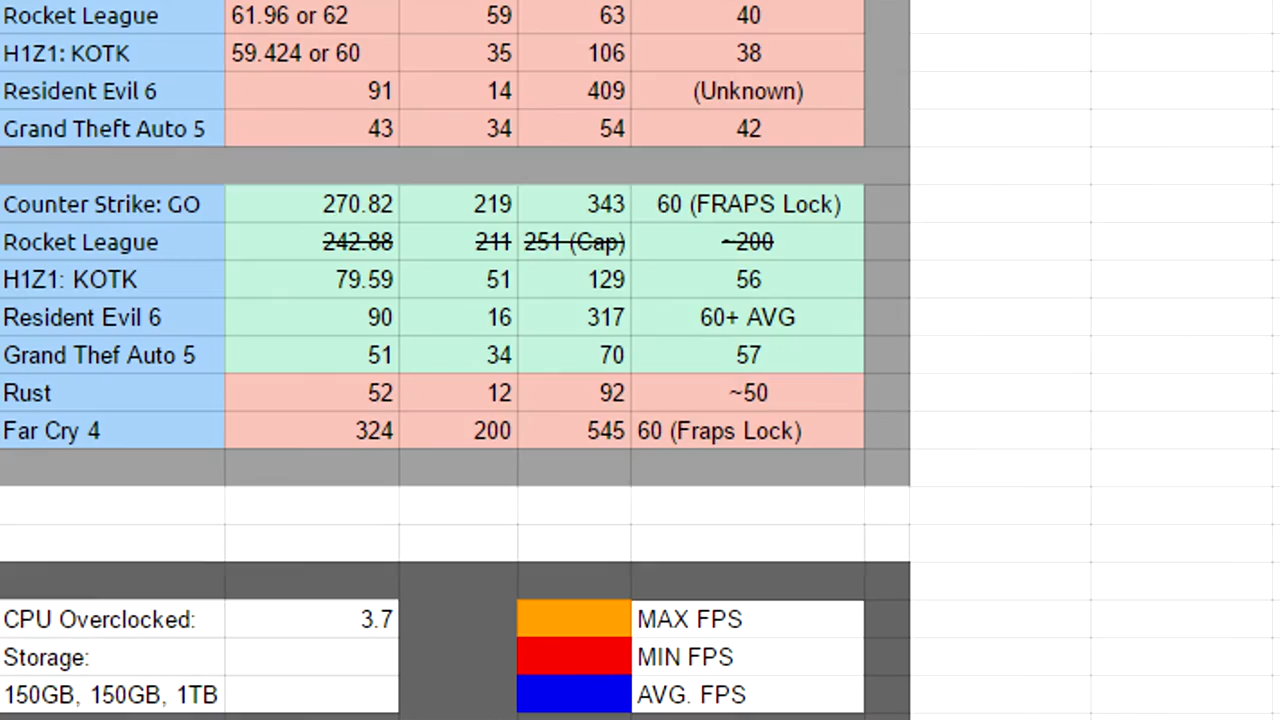 Rocket League 61.96 or 62 59 63 40
H1Z1: KOTK 59.424 or 60 35 106 38
Resident Evil 6 91 14 409 (Unknown)
Grand Theft Auto 5 43 34 54 42
Counter Strike: GO 270.82 219 343 60 (FRAPS Lock)
Rocket League 242.88 211 251 (Cap) ~200
H1Z1: KOTK 79.59 51 129 56
Resident Evil 6 90 16 317 60+ AVG
Grand Thef Auto 5 51 34 70 57
Rust 52 12 92 ~50
Far Cry 4 324 200 545 60 (Fraps Lock)
CPU Overclocked: 3.7 MAX FPS
Storage: MIN FPS
150GB, 150GB, 1TB AVG. FPS